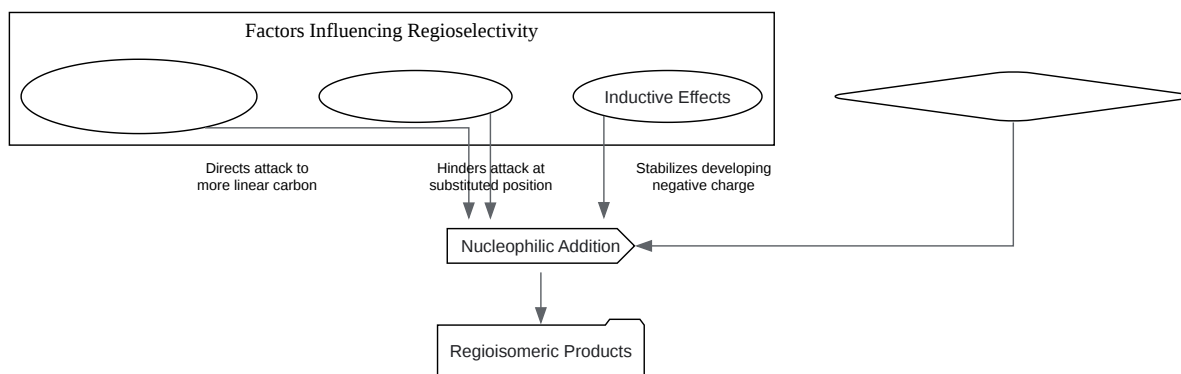 Factors Influencing Regioselectivity
Inductive Effects
Directs attack to
more linear carbon
Hinders attack at
substituted position
Stabilizes developing
negative charge
Nucleophilic Addition
Regioisomeric Products